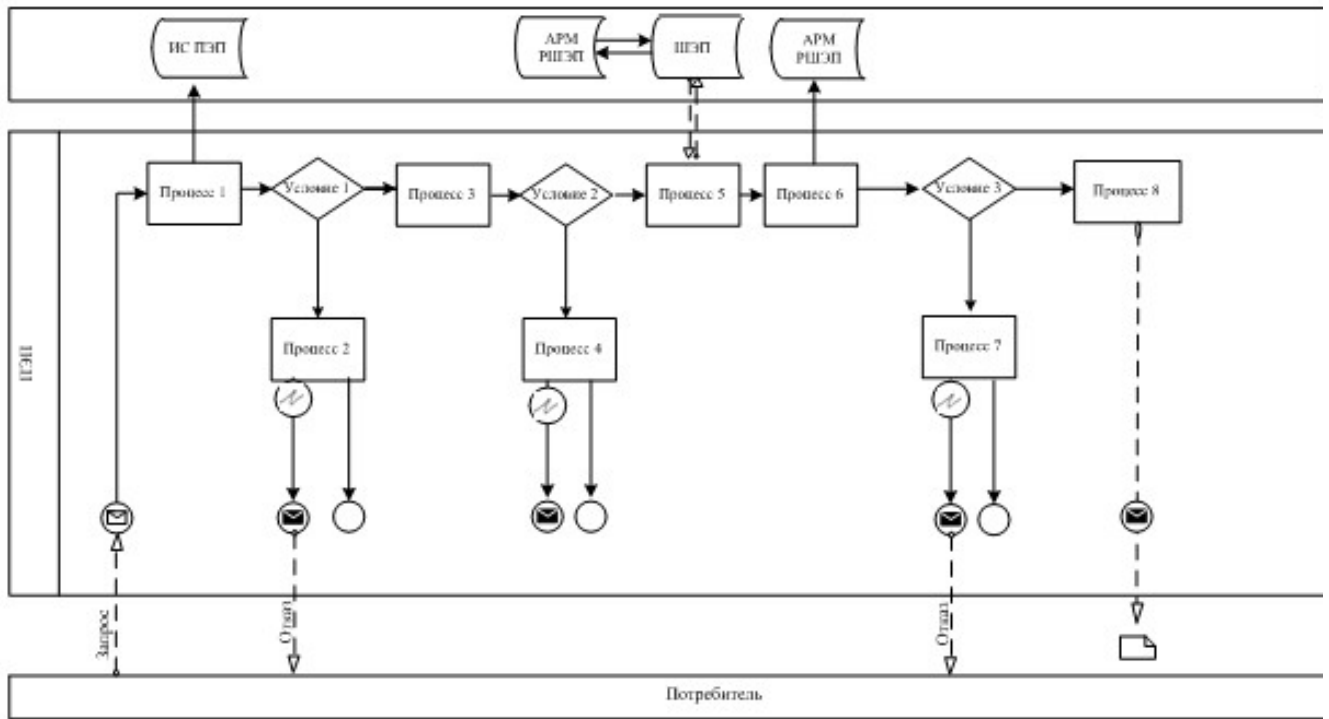 ИС ПЭП
АРМ
РШЭП
ШЭП
АРМ
РШЭП
Процесс 1
Условие 1
Процесс 3
Условие 2
Процесс 5
Процесс 6
Условие 3
Процесс 8
Процесс 2
Процесс 4
Процесс 7
Запрос
Отказ
Отказ
Потребитель